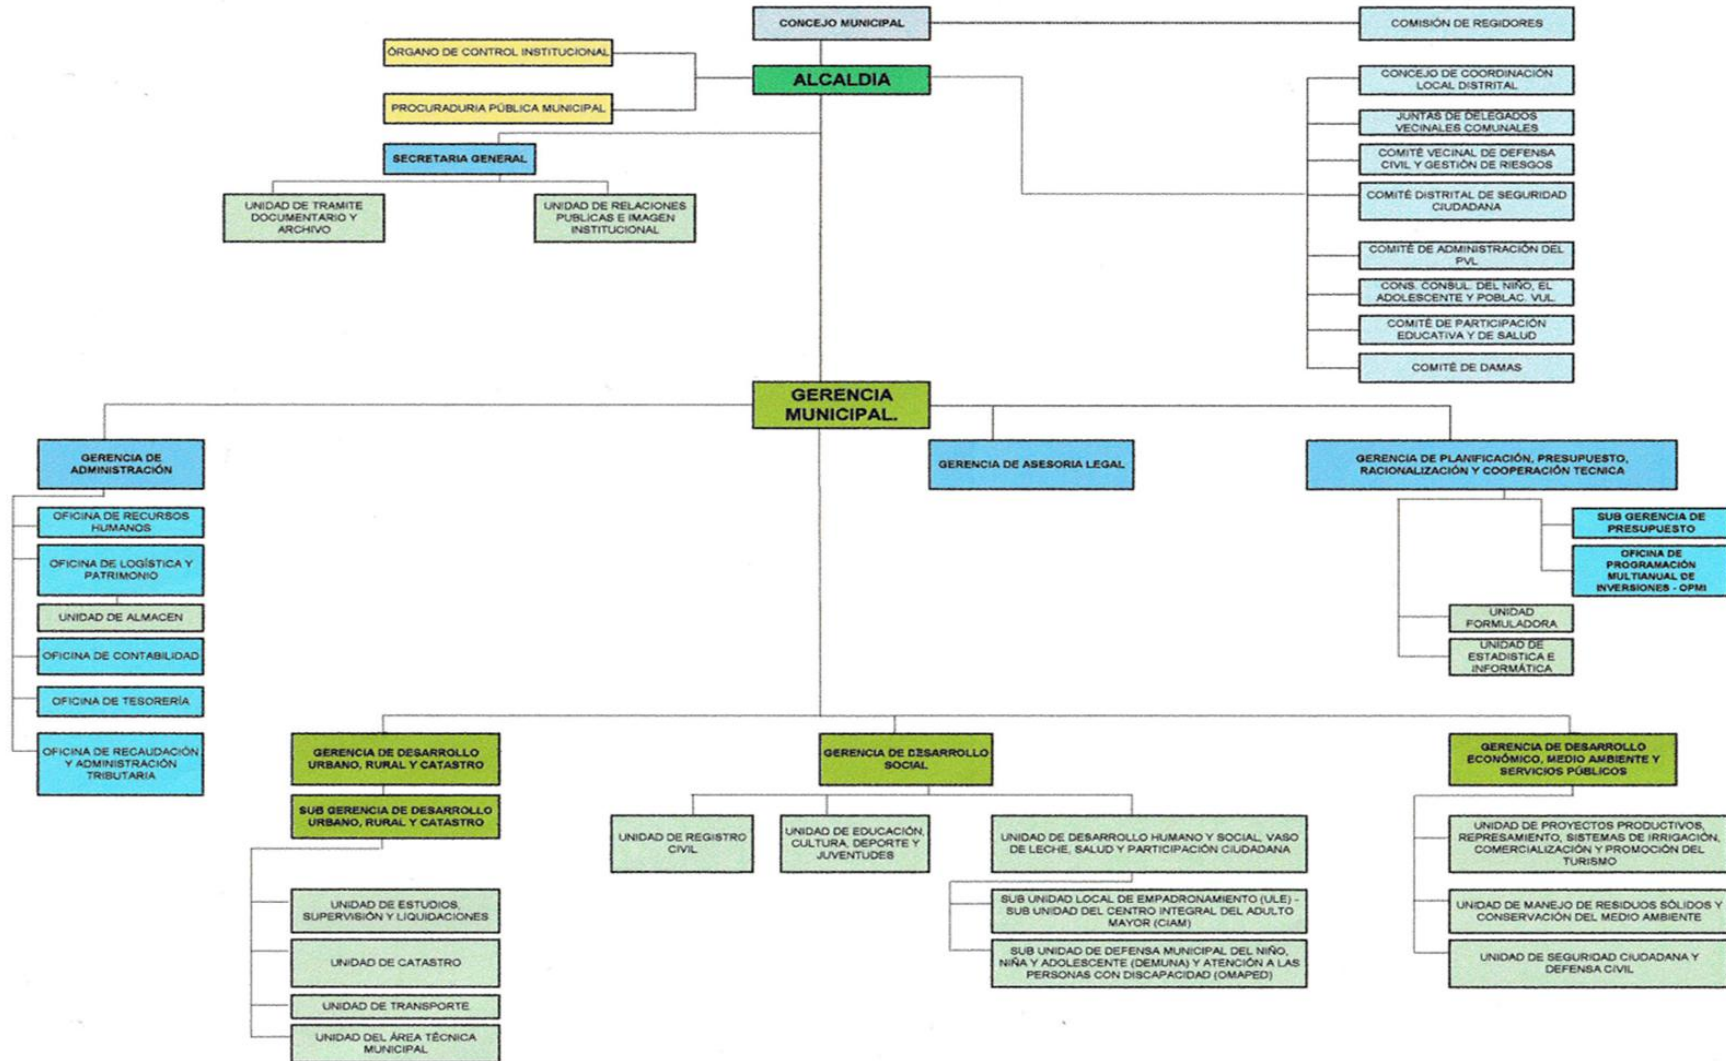 CONCEJO MUNICIPAL
COMISIÓN DE REGIDORES
ÓRGANO DE CONTROL INSTITUCIONAL
ALCALDIA
PROCURADURIA PÚBLICA MUNICIPAL
CONCEJO DE COORDINACIÓN
LOCAL DISTRITAL
JUNTAS DE DELEGADOS
VECINALES COMUNALES
COMITÉ VECINAL DE DEFENSA
CIVIL Y GESTIÓN DE RIESGOS
COMITÉ DISTRITAL DE SEGURIDAD
CIUDADANA
COMITÉ DE ADMINISTRACIÓN DEL
PVL
CONS. CONSUL. DEL NIÑO, EL
ADOLESCENTE Y POBLAC. VUL.
COMITÉ DE PARTICIPACIÓN
EDUCATIVA Y DE SALUD
COMITÉ DE DAMAS
SECRETARIA GENERAL
UNIDAD DE TRAMITE
DOCUMENTARIO Y
ARCHIVO
UNIDAD DE RELACIONES
PUBLICAS E IMAGEN
INSTITUCIONAL
GERENCIA
MUNICIPAL.
GERENCIA DE
ADMINISTRACIÓN
OFICINA DE RECURSOS
HUMANOS
OFICINA DE LOGÍSTICA Y
PATRIMONIO
UNIDAD DE ALMACEN
OFICINA DE CONTABILIDAD
OFICINA DE TESORERÍA
OFICINA DE RECAUDACIÓN
Y ADMINISTRACIÓN
TRIBUTARIA
GERENCIA DE ASESORIA LEGAL
GERENCIA DE PLANIFICACIÓN, PRESUPUESTO,
RACIONALIZACIÓN Y COOPERACIÓN TECNICA
SUB GERENCIA DE
PRESUPUESTO
OFICINA DE
PROGRAMACIÓN
MULTIANUAL DE
INVERSIONES - OPMI
UNIDAD
FORMULADORA
UNIDAD DE
ESTADISTICA E
INFORMÁTICA
GERENCIA DE DESARROLLO
URBANO, RURAL Y CATASTRO
SUB GERENCIA DE DESARROLLO
URBANO, RURAL Y CATASTRO
UNIDAD DE ESTUDIOS,
SUPERVISIÓN Y LIQUIDACIONES
UNIDAD DE CATASTRO
UNIDAD DE TRANSPORTE
UNIDAD DEL ÁREA TÉCNICA
MUNICIPAL
GERENCIA DE DESARROLLO
SOCIAL
UNIDAD DE REGISTRO
CIVIL
UNIDAD DE EDUCACIÓN,
CULTURA, DEPORTE Y
JUVENTUDES
UNIDAD DE DESARROLLO HUMANO Y SOCIAL, VASO
DE LECHE, SALUD Y PARTICIPACIÓN CIUDADANA
SUB UNIDAD LOCAL DE EMPADRONAMIENTO (ULE) -
SUB UNIDAD DEL CENTRO INTEGRAL DEL ADULTO
MAYOR (CIAM)
SUB UNIDAD DE DEFENSA MUNICIPAL DEL NIÑO,
NIÑA Y ADOLESCENTE (DEMUNA) Y ATENCIÓN A LAS
PERSONAS CON DISCAPACIDAD (OMAPED)
GERENCIA DE DESARROLLO
ECONÓMICO, MEDIO AMBIENTE Y
SERVICIOS PÚBLICOS
UNIDAD DE PROYECTOS PRODUCTIVOS,
REPRESAMIENTO, SISTEMAS DE IRRIGACIÓN,
COMERCIALIZACIÓN Y PROMOCIÓN DEL
TURISMO
UNIDAD DE MANEJO DE RESIDUOS SÓLIDOS Y
CONSERVACIÓN DEL MEDIO AMBIENTE
UNIDAD DE SEGURIDAD CIUDADANA Y
DEFENSA CIVIL